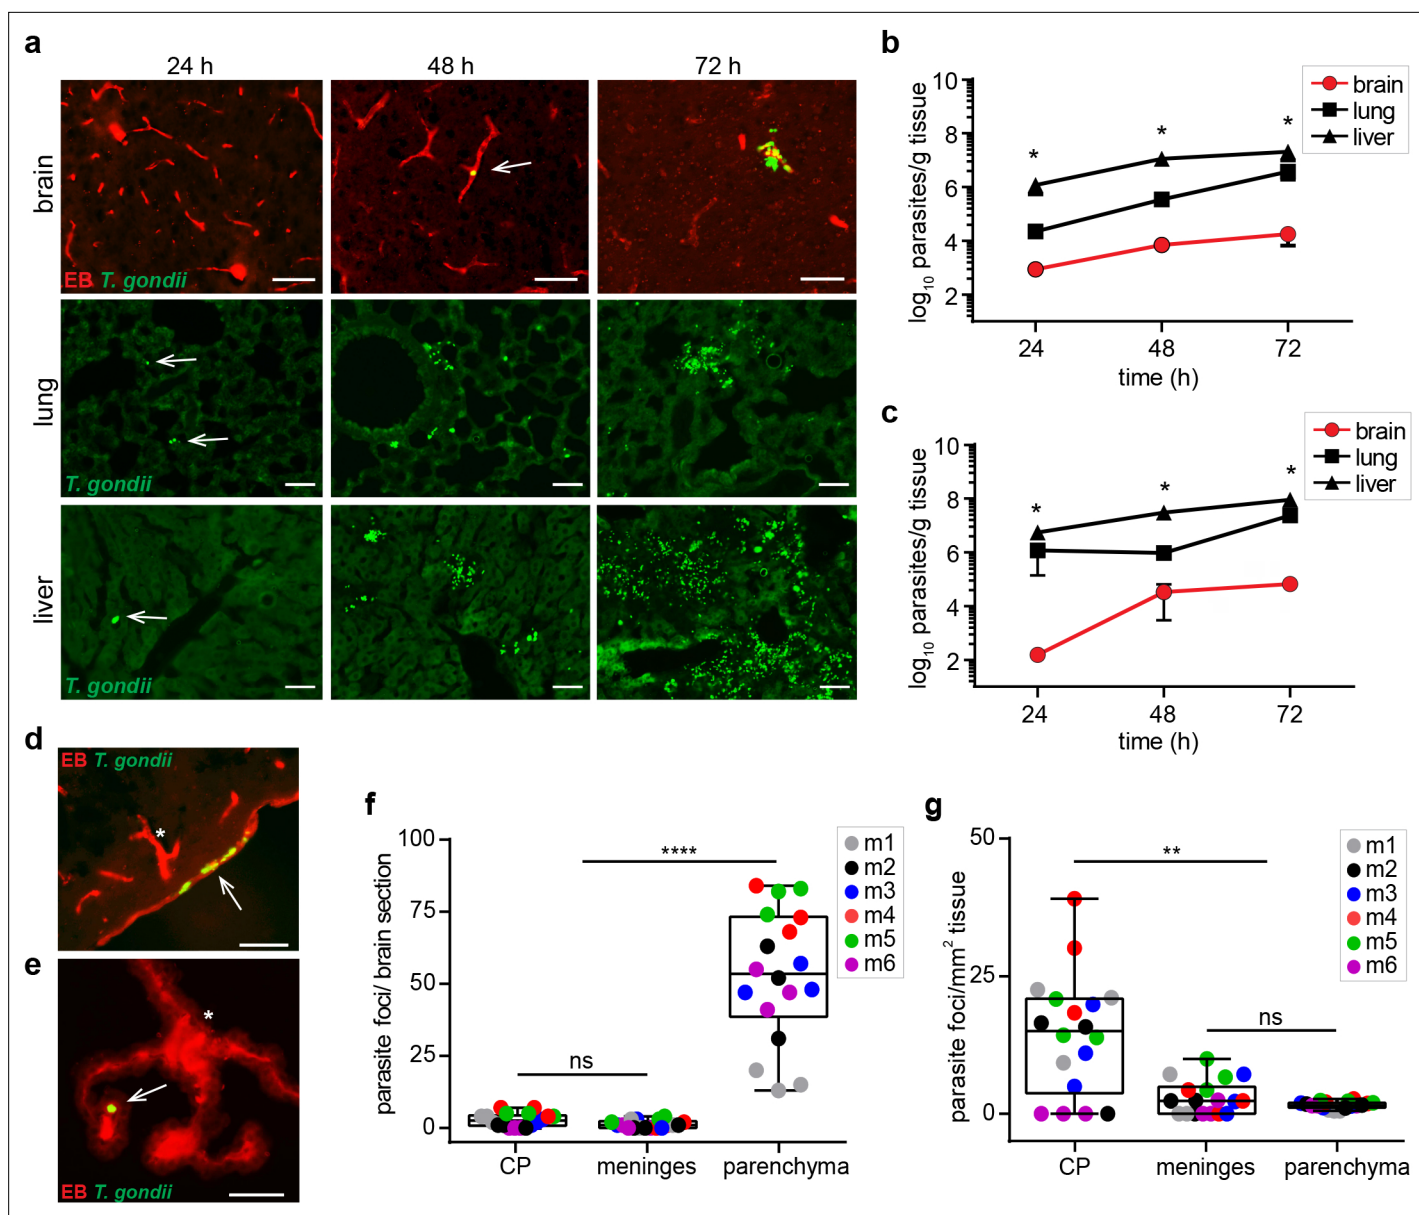 a
24 h
48 h
72 h
brain
EB T. gondii
lung
T. gondii
liver
T. gondii
b
log₁₀ parasites/g tissue
10
8
6
4
2
24
48
72
time (h)
* * *
brain
lung
liver
c
log₁₀ parasites/g tissue
10
8
6
4
2
24
48
72
time (h)
* * *
brain
lung
liver
d
EB T. gondii
*
e
*
EB T. gondii
f
parasite foci/ brain section
100
75
50
25
0
****
ns
CP
meninges
parenchyma
m1
m2
m3
m4
m5
m6
g
parasite foci/mm² tissue
50
25
0
**
ns
CP
meninges
parenchyma
m1
m2
m3
m4
m5
m6